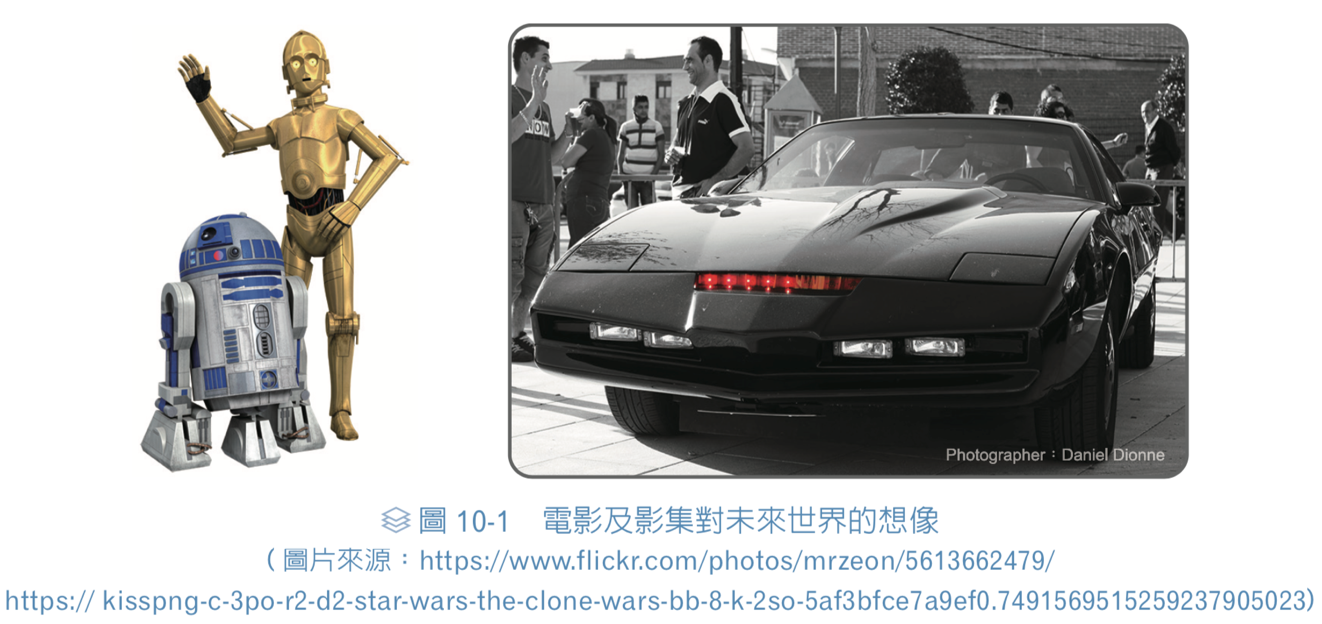 NOW
Photographer：Daniel Dionne
圖 10-1 電影及影集對未來世界的想像
( 圖片來源：https://www.flickr.com/photos/mrzeon/5613662479/
https:// kisspng-c-3po-r2-d2-star-wars-the-clone-wars-bb-8-k-2so-5af3bfce7a9ef0.7491569515259237905023)